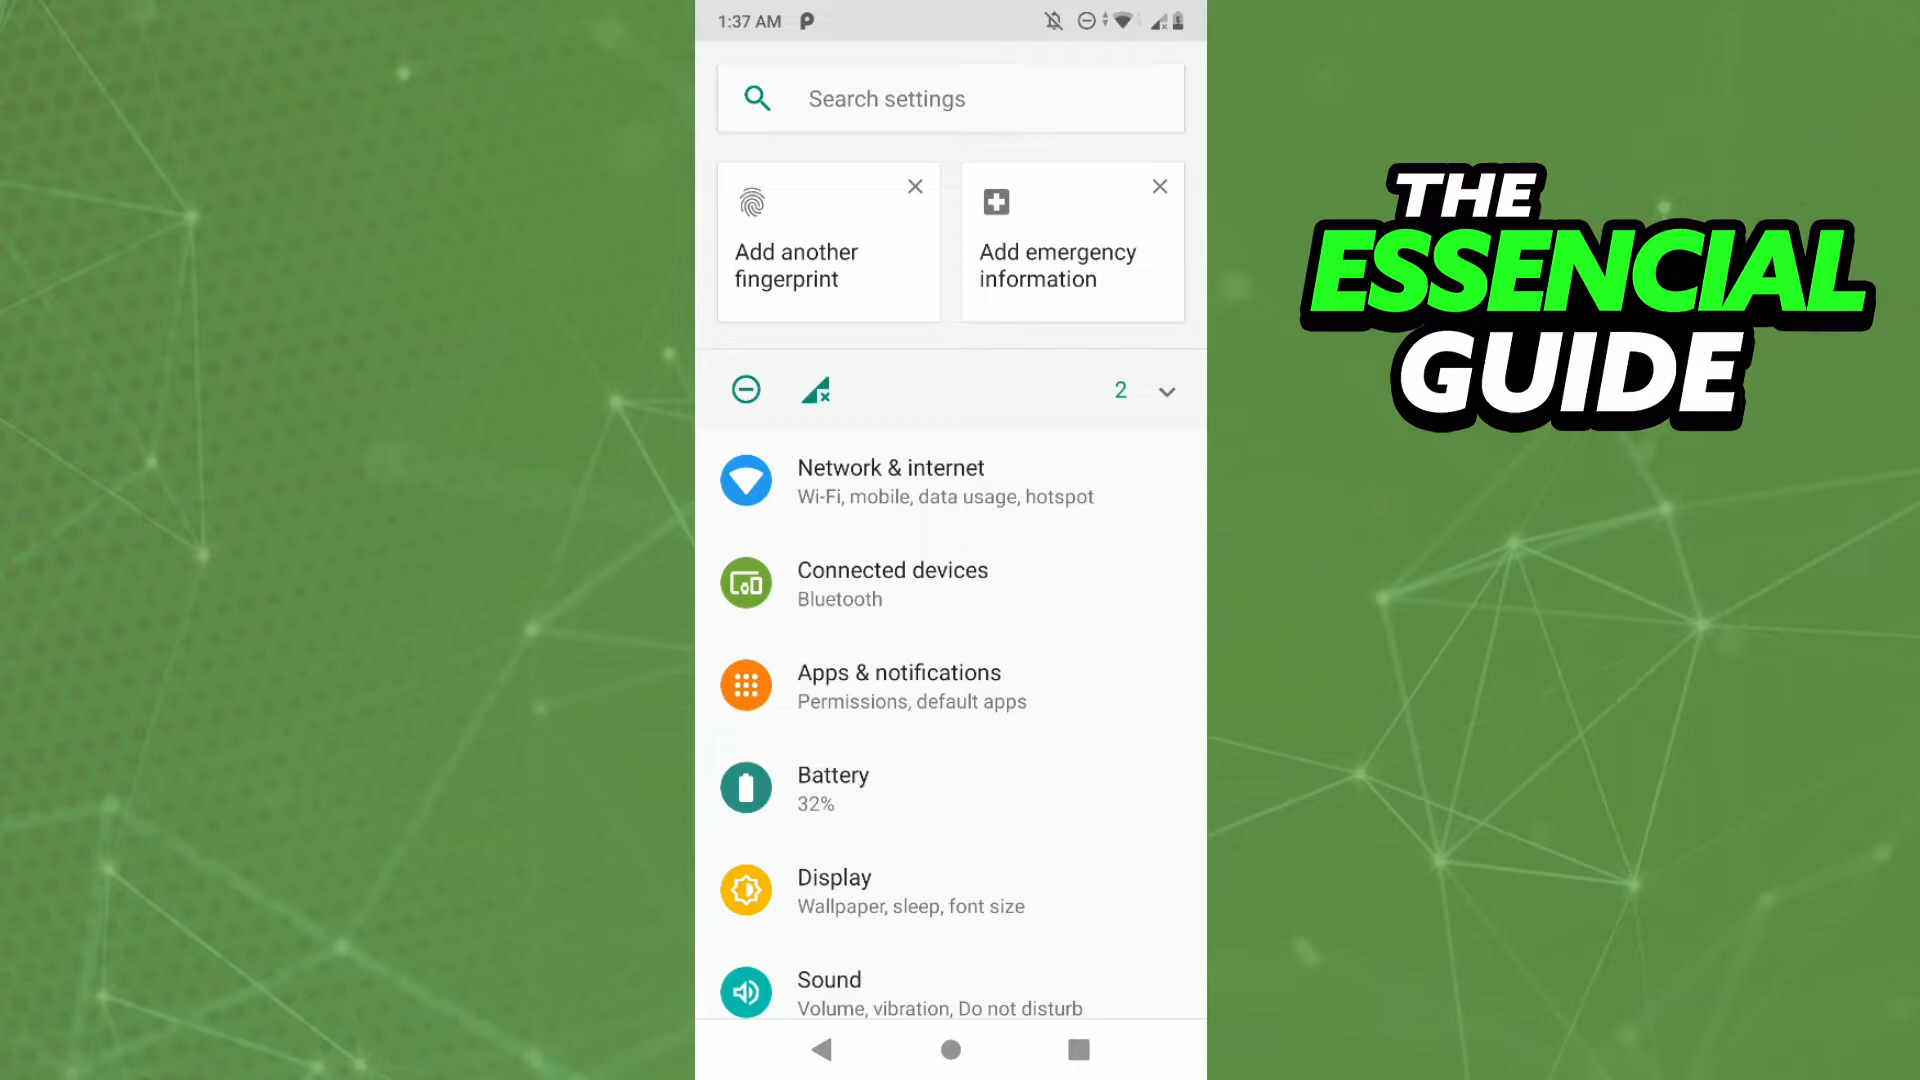 1:37 AM
Search settings
Add another
fingerprint
Add emergency
information
2
Network & internet
Wi-Fi, mobile, data usage, hotspot
Connected devices
Bluetooth
Apps & notifications
Permissions, default apps
Battery
32%
Display
Wallpaper, sleep, font size
Sound
Volume, vibration, Do not disturb
THE
ESSENCIAL
GUIDE